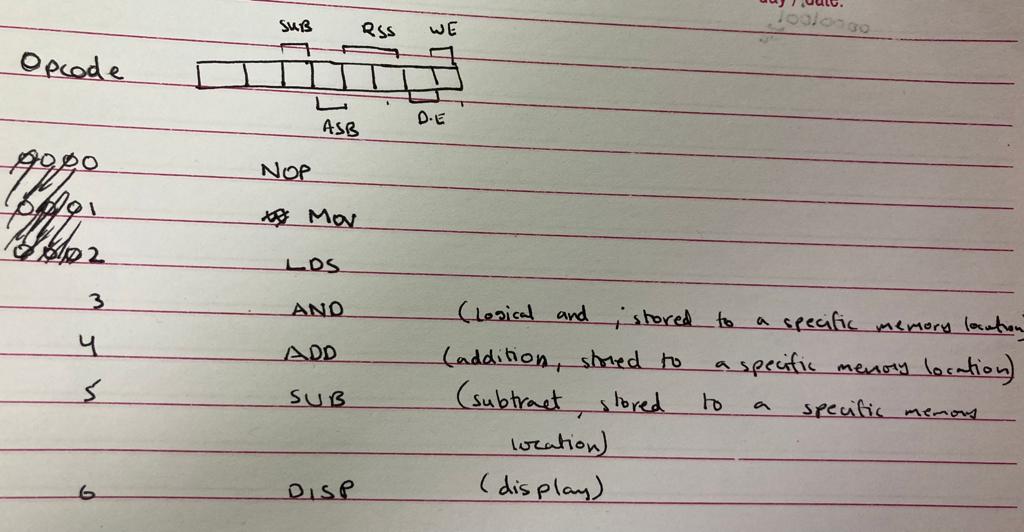 day / date:
10010000
SUB RSS WE
Opcode
ASB D.E
0000 NOP
0001 MOV
0002 LDS
3 AND (Logical and ; stored to a specific memory location)
4 ADD (addition, stored to a specific memory location)
5 SUB (subtract, stored to a specific memory
location)
6 DISP (display)